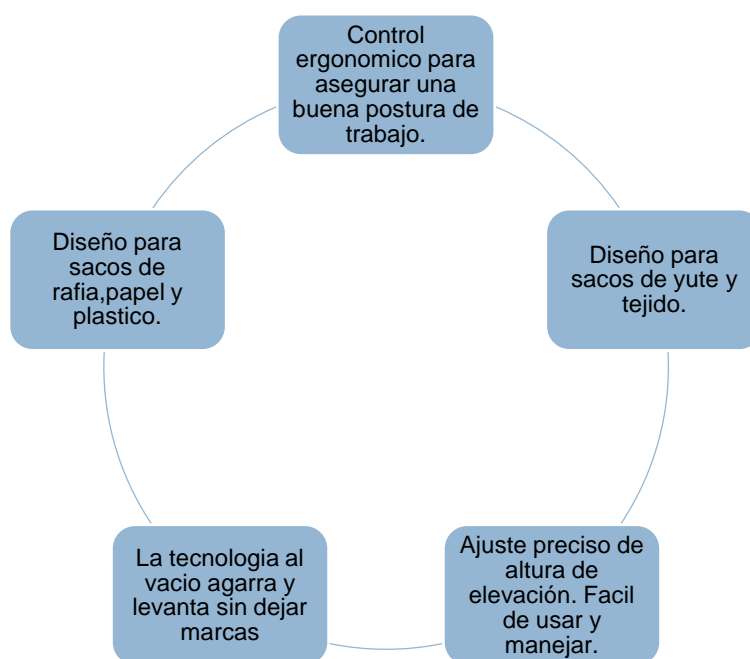 Control
ergonomico para
asegurar una
buena postura de
trabajo.
Diseño para
sacos de yute y
tejido.
Ajuste preciso de
altura de
elevación. Facil
de usar y
manejar.
La tecnologia al
vacio agarra y
levanta sin dejar
marcas
Diseño para
sacos de
rafia,papel y
plastico.